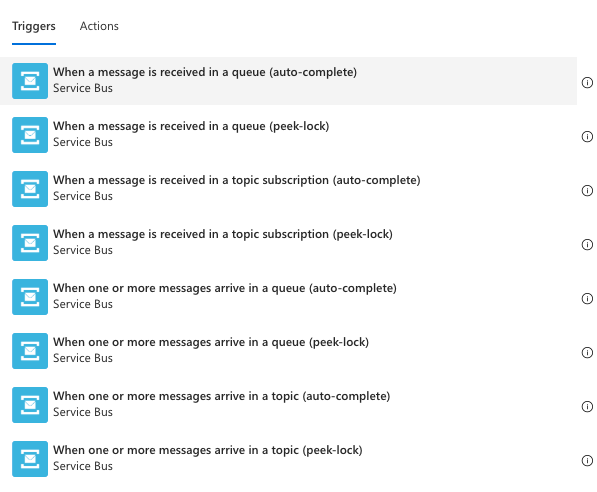 Triggers Actions
When a message is received in a queue (auto-complete)
Service Bus
When a message is received in a queue (peek-lock)
Service Bus
When a message is received in a topic subscription (auto-complete)
Service Bus
When a message is received in a topic subscription (peek-lock)
Service Bus
When one or more messages arrive in a queue (auto-complete)
Service Bus
When one or more messages arrive in a queue (peek-lock)
Service Bus
When one or more messages arrive in a topic (auto-complete)
Service Bus
When one or more messages arrive in a topic (peek-lock)
Service Bus